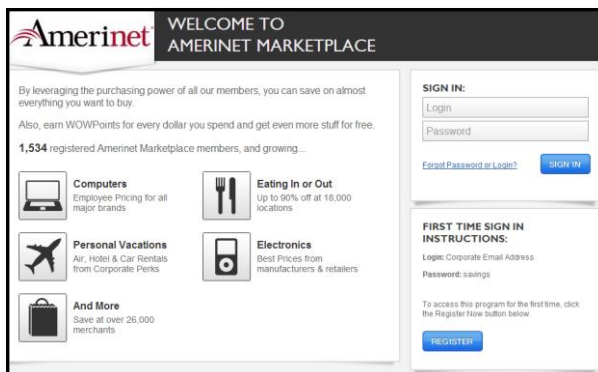 Amerinet
WELCOME TO
AMERINET MARKETPLACE
By leveraging the purchasing power of all our members, you can save on almost
everything you want to buy.
Also, earn WOWPoints for every dollar you spend and get even more stuff for free.
1,534 registered Amerinet Marketplace members, and growing...
Computers
Employee Pricing for all
major brands
Eating In or Out
Up to 90% off at 18,000
locations
Personal Vacations
Air, Hotel & Car Rentals
from Corporate Perks
Electronics
Best Prices from
manufacturers & retailers
And More
Save at over 26,000
merchants
SIGN IN:
Login
Password
Forgot Password or Login?
SIGN IN
FIRST TIME SIGN IN
INSTRUCTIONS:
Login: Corporate Email Address
Password: savings
To access this program for the first time, click
the Register Now button below.
REGISTER